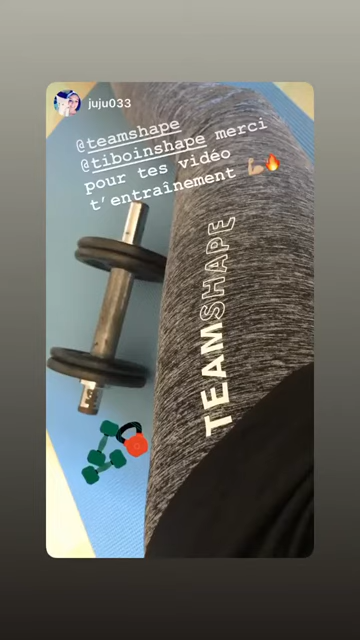 juju033
@teamshape
@tiboinshape merci
pour tes vidéo
t’entraînement 💪🏼🔥
TEAMSHAPE